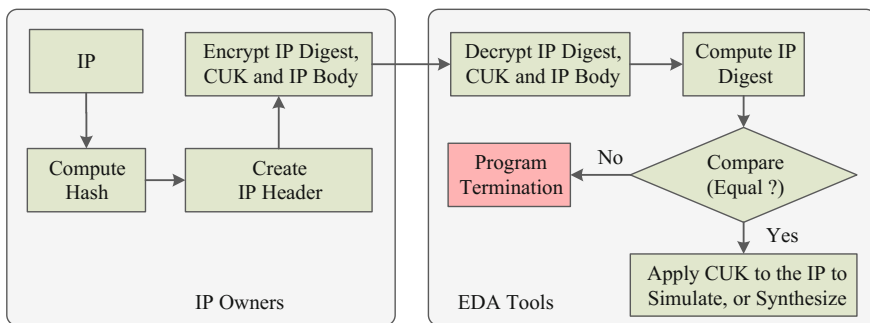 IP
Encrypt IP Digest,
CUK and IP Body
Compute
Hash
Create
IP Header
IP Owners
Decrypt IP Digest,
CUK and IP Body
Compute IP
Digest
Program
Termination
No
Compare
(Equal ?)
Yes
Apply CUK to the IP to
Simulate, or Synthesize
EDA Tools